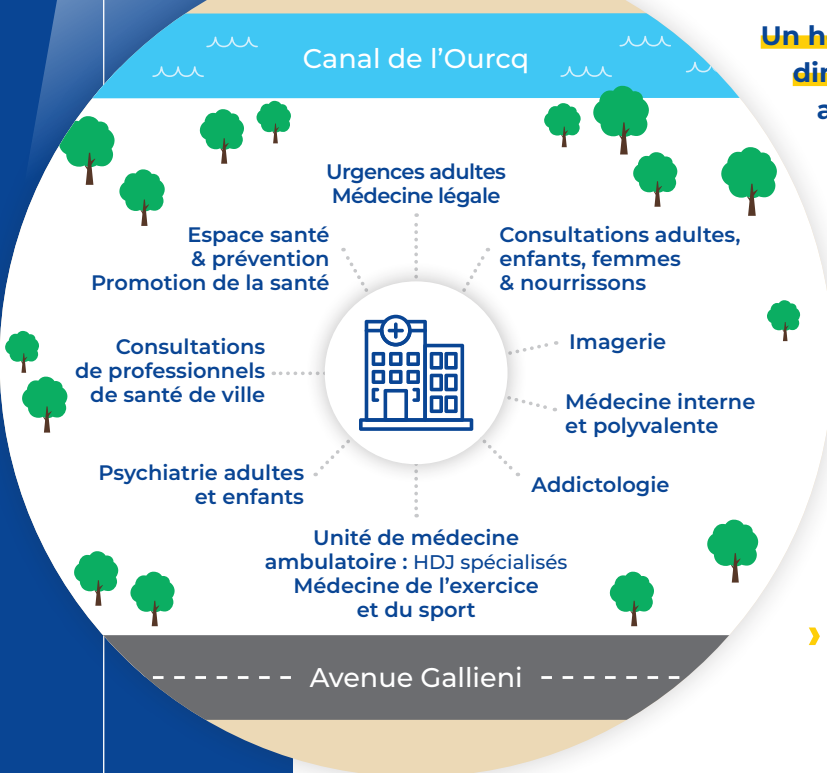 Canal de l'Ourcq
Un h
dir
a
Urgences adultes
Médecine légale
Espace santé
& prévention
Promotion de la santé
Consultations adultes,
enfants, femmes
& nourrissons
Consultations
de professionnels
de santé de ville
Imagerie
Médecine interne
et polyvalente
Psychiatrie adultes
et enfants
Addictologie
Unité de médecine
ambulatoire : HDJ spécialisés
Médecine de l'exercice
et du sport
Avenue Gallieni